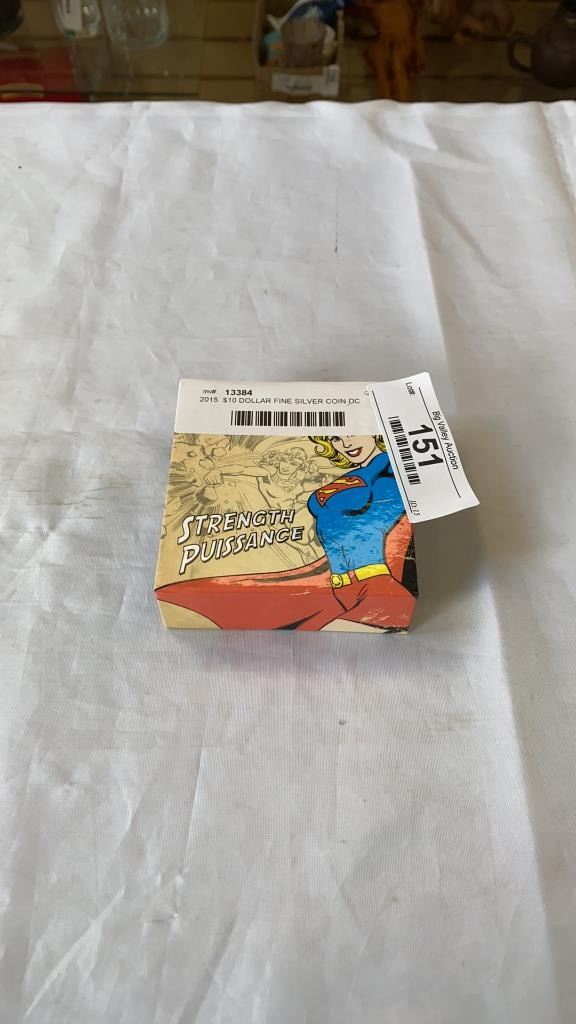 Inv#: 13384
2015 $10 DOLLAR FINE SILVER COIN DC
Lot#:
151
Big Valley Auction
STRENGTH
PUISSANCE